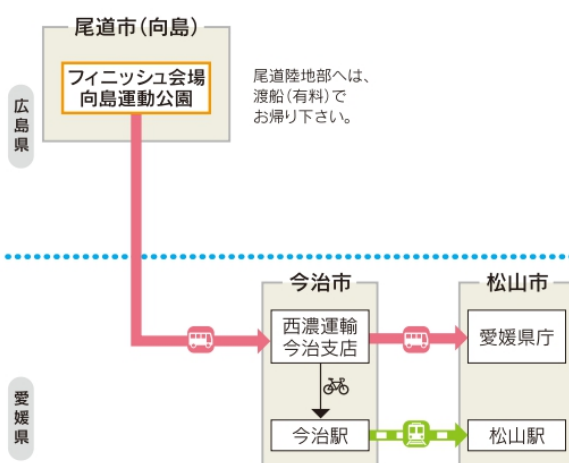 尾道市(向島)
フィニッシュ会場
向島運動公園
尾道陸地部へは、
渡船(有料)で
お帰り下さい。
広島県
今治市
松山市
西濃運輸
今治支店
愛媛県庁
愛媛県
今治駅
松山駅